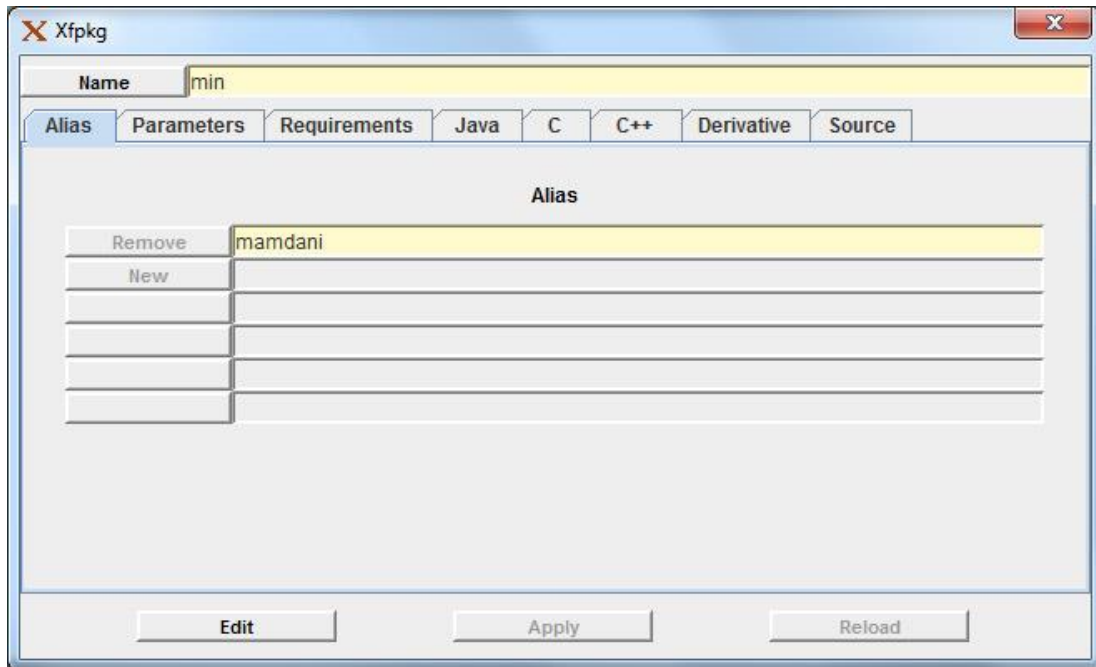 Xfpkg
Name min
Alias Parameters Requirements Java C C++ Derivative Source
Alias
Remove mamdani
New
Edit Apply Reload